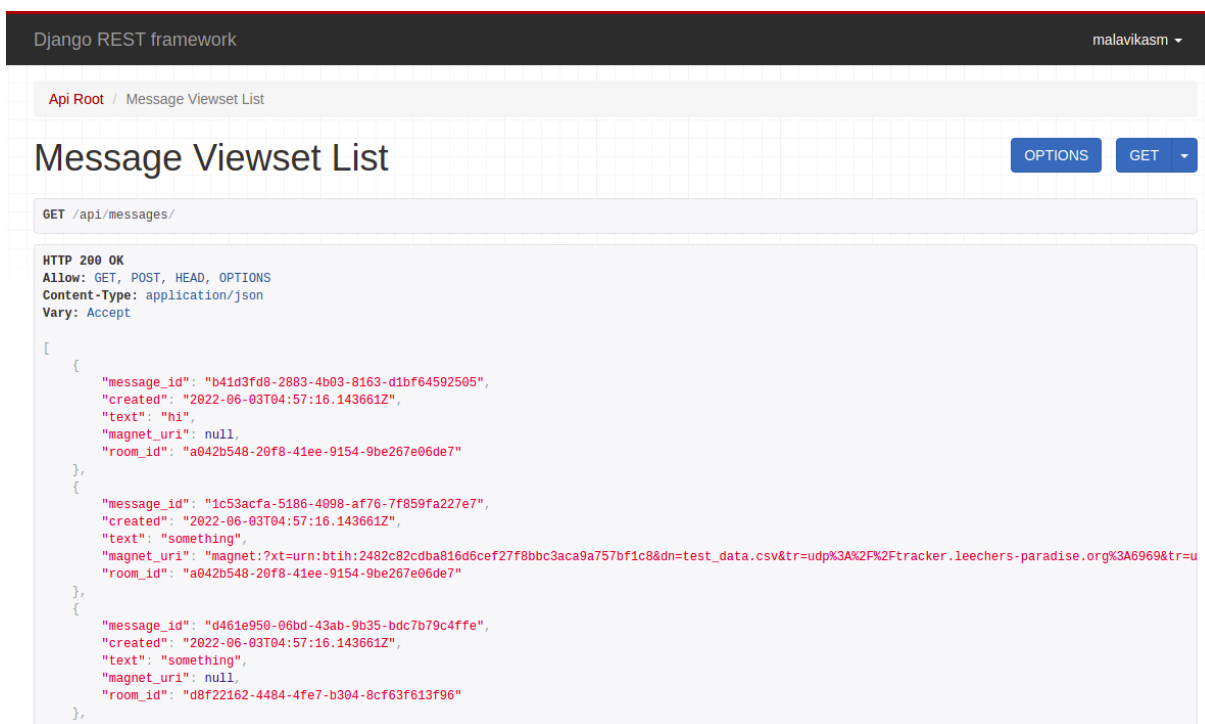 Django REST framework
malavikasm
Api Root / Message Viewset List
Message Viewset List
OPTIONS
GET
GET /api/messages/
HTTP 200 OK
Allow: GET, POST, HEAD, OPTIONS
Content-Type: application/json
Vary: Accept
[
{
"message_id": "b41d3fd8-2883-4b03-8163-d1bf64592505",
"created": "2022-06-03T04:57:16.143661Z",
"text": "hi",
"magnet_uri": null,
"room_id": "a042b548-20f8-41ee-9154-9be267e06de7"
},
{
"message_id": "1c53acfa-5186-4098-af76-7f859fa227e7",
"created": "2022-06-03T04:57:16.143661Z",
"text": "something",
"magnet_uri": "magnet:?xt=urn:btih:2482c82cdba816d6cef27f8bbc3aca9a757bf1c8&dn=test_data.csv&tr=udp%3A%2F%2Ftracker.leechers-paradise.org%3A6969&tr=u
"room_id": "a042b548-20f8-41ee-9154-9be267e06de7"
},
{
"message_id": "d461e950-06bd-43ab-9b35-bdc7b79c4ffe",
"created": "2022-06-03T04:57:16.143661Z",
"text": "something",
"magnet_uri": null,
"room_id": "d8f22162-4484-4fe7-b304-8cf63f613f96"
},